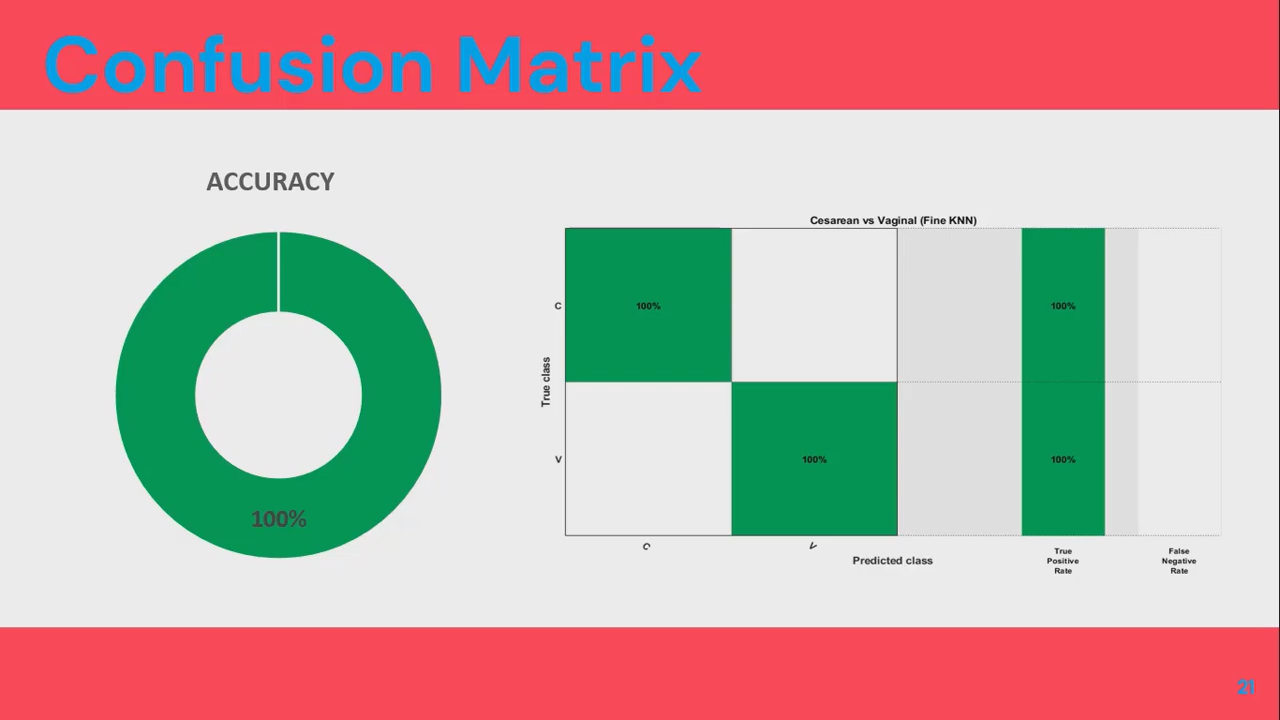 Confusion Matrix
ACCURACY
100%
Cesarean vs Vaginal (Fine KNN)
True class
C
100%
100%
V
100%
100%
C
V
Predicted class
True
Positive
Rate
False
Negative
Rate
21